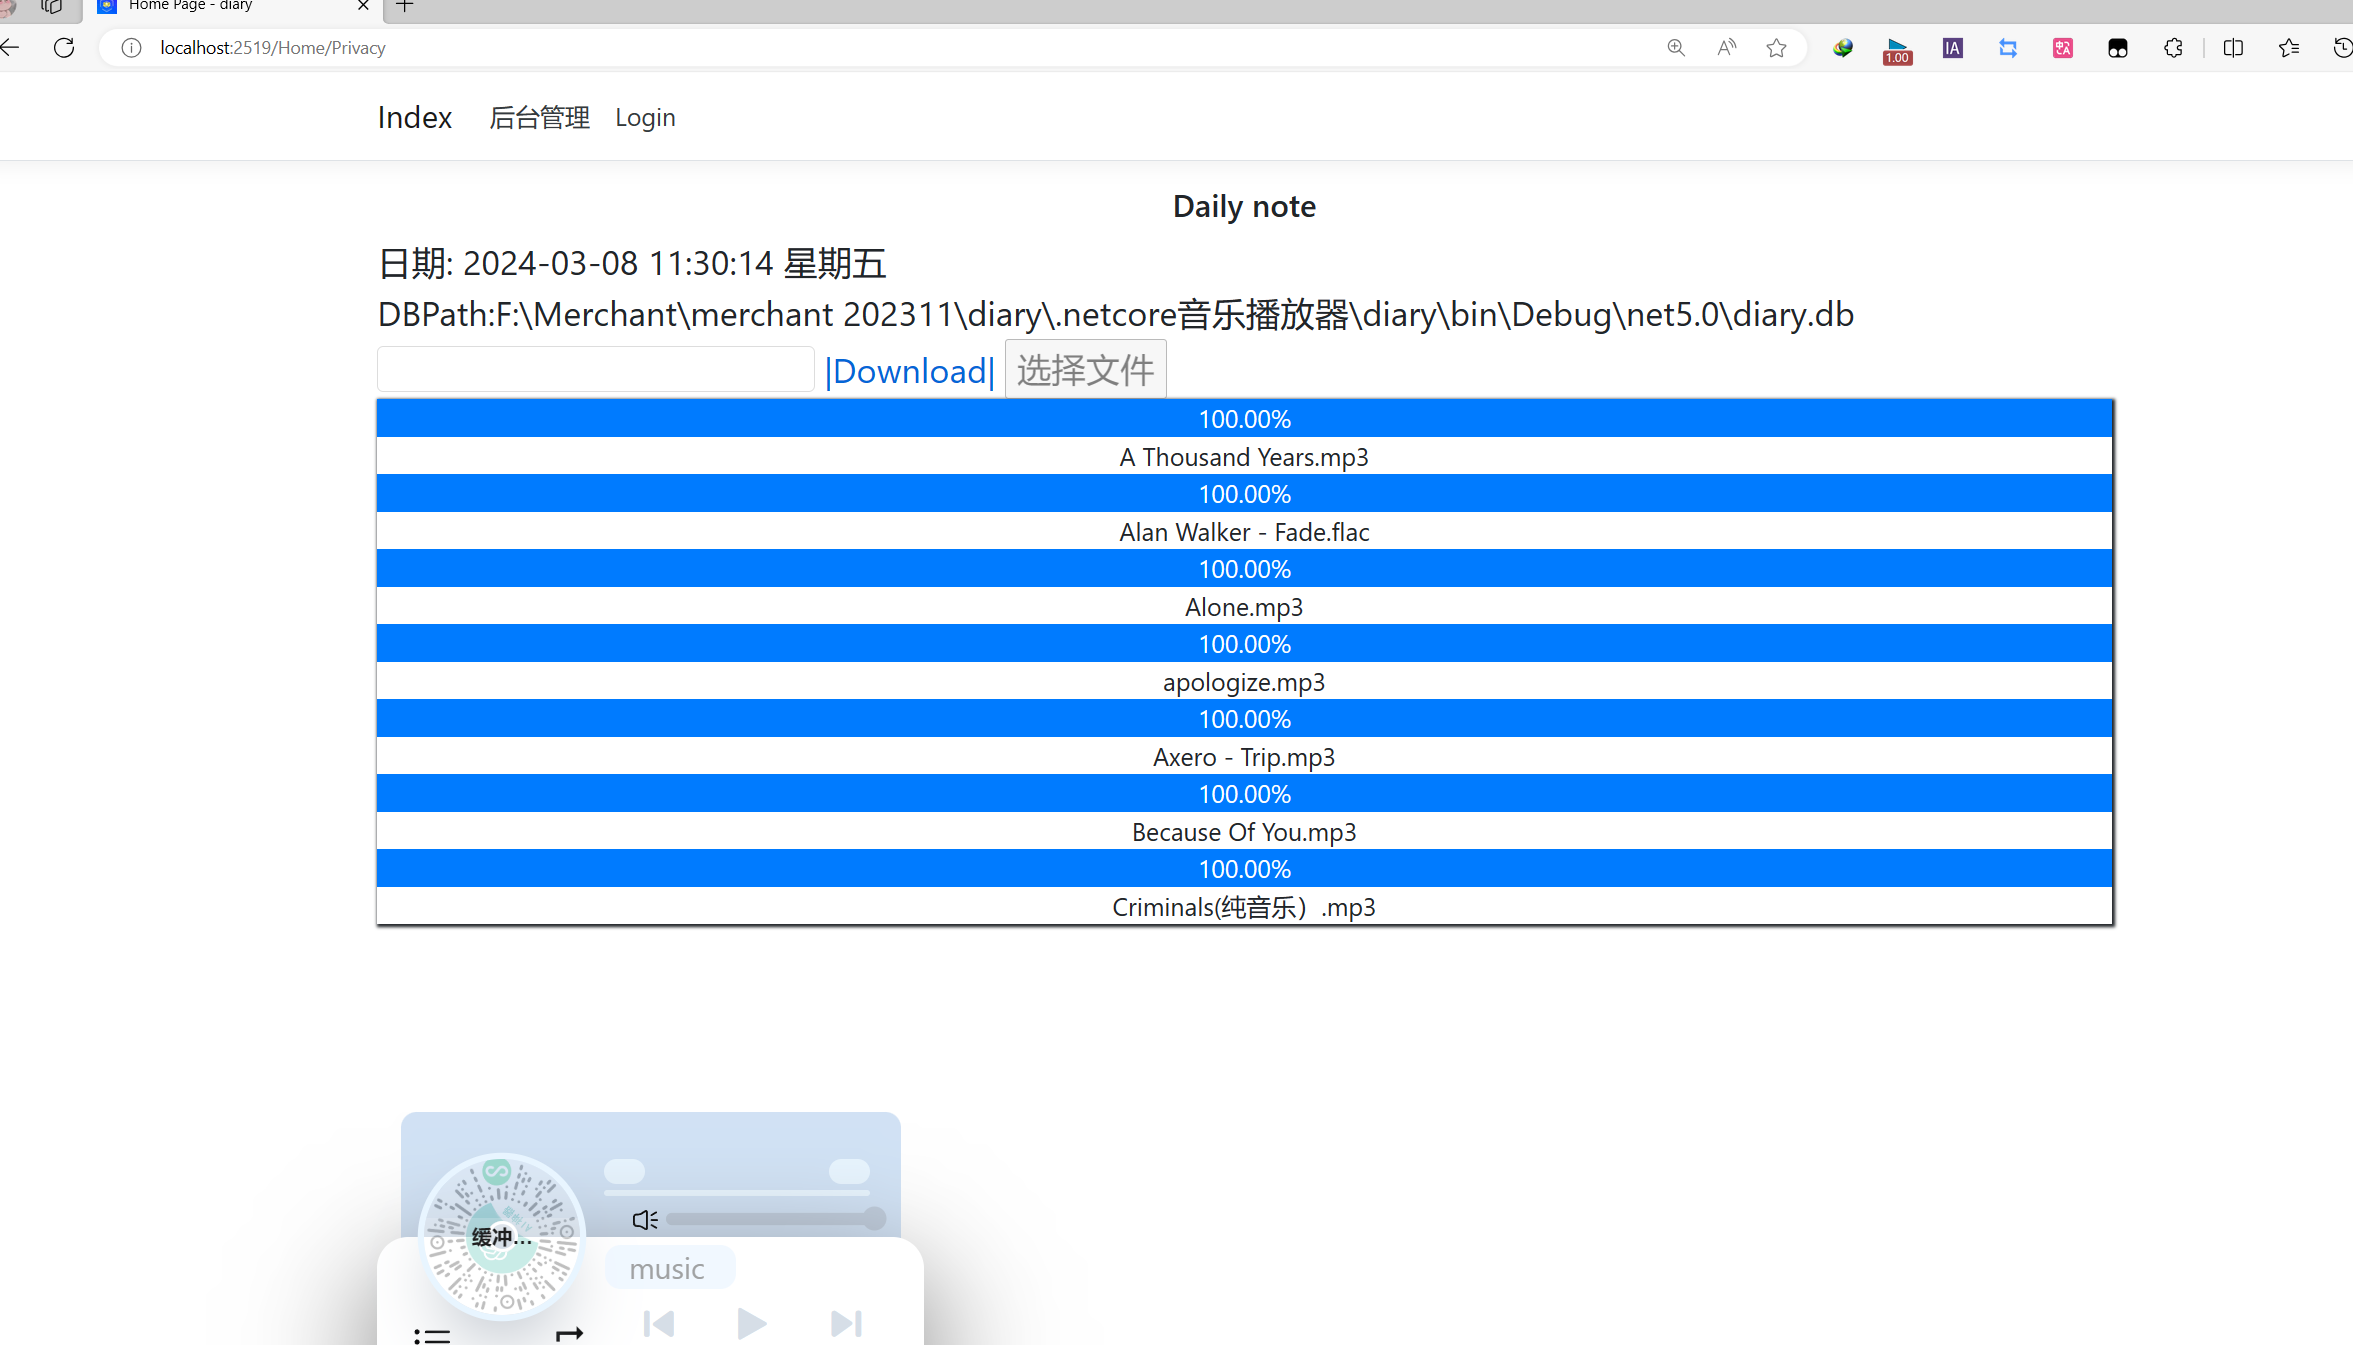 Home Page - diary
localhost:2519/Home/Privacy
1.00
IA
Index 后台管理 Login
Daily note
日期: 2024-03-08 11:30:14 星期五
DBPath:F:\Merchant\merchant 202311\diary\.netcore音乐播放器\diary\bin\Debug\net5.0\diary.db
|Download| 选择文件
100.00%
A Thousand Years.mp3
100.00%
Alan Walker - Fade.flac
100.00%
Alone.mp3
100.00%
apologize.mp3
100.00%
Axero - Trip.mp3
100.00%
Because Of You.mp3
100.00%
Criminals(纯音乐）.mp3
缓冲...
music